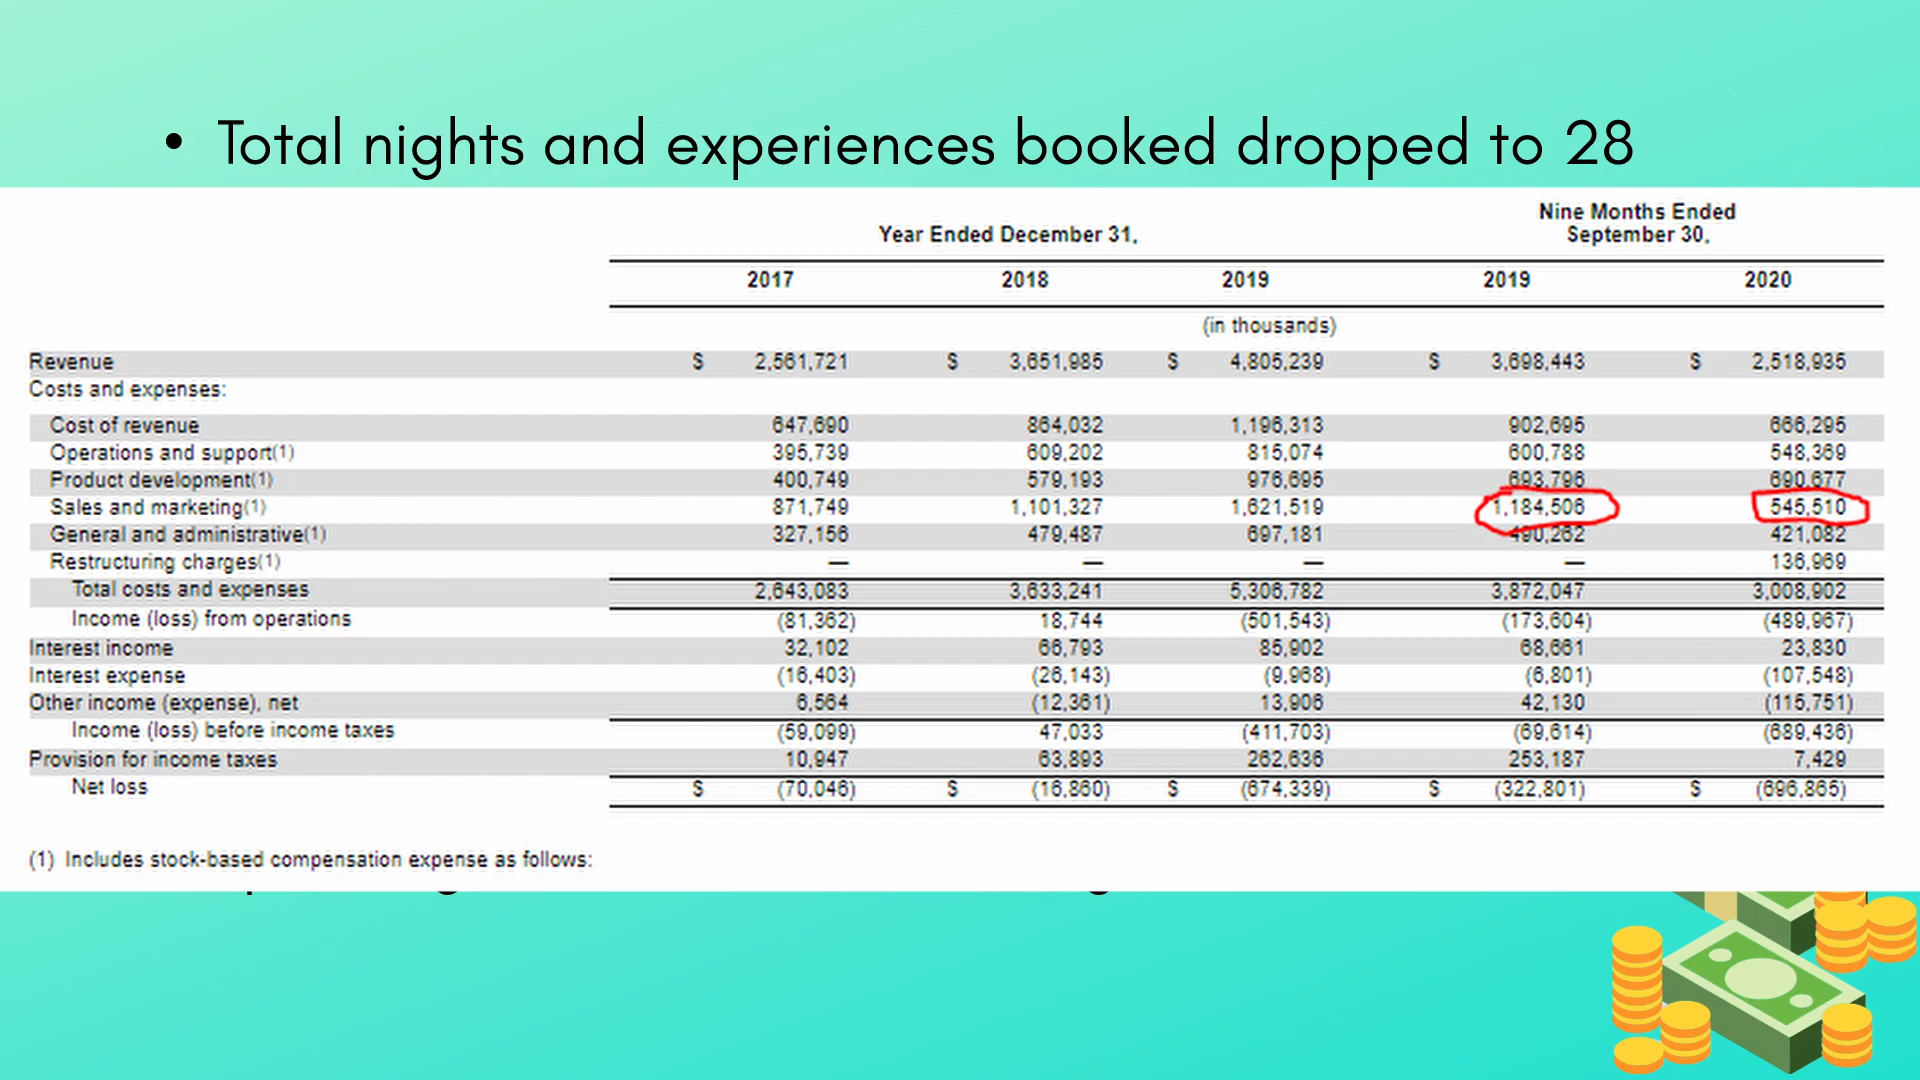 • Total nights and experiences booked dropped to 28
Nine Months Ended
Year Ended December 31, September 30,
2017 2018 2019 2019 2020
(in thousands)
Revenue $ 2,561,721 $ 3,651,985 $ 4,805,239 $ 3,698,443 $ 2,518,935
Costs and expenses:
Cost of revenue 647,690 864,032 1,196,313 902,695 666,295
Operations and support(1) 395,739 609,202 815,074 600,788 548,369
Product development(1) 400,749 579,193 976,695 693,796 690,677
Sales and marketing(1) 871,749 1,101,327 1,621,519 1,184,506 545,510
General and administrative(1) 327,156 479,487 697,181 490,262 421,082
Restructuring charges(1) — — — — 136,969
Total costs and expenses 2,643,083 3,633,241 5,306,782 3,872,047 3,008,902
Income (loss) from operations (81,362) 18,744 (501,543) (173,604) (489,967)
Interest income 32,102 66,793 85,902 68,661 23,830
Interest expense (16,403) (26,143) (9,968) (6,801) (107,548)
Other income (expense), net 6,564 (12,361) 13,906 42,130 (115,751)
Income (loss) before income taxes (59,099) 47,033 (411,703) (69,614) (689,436)
Provision for income taxes 10,947 63,893 262,636 253,187 7,429
Net loss $ (70,046) $ (16,860) $ (674,339) $ (322,801) $ (696,865)
(1) Includes stock-based compensation expense as follows: